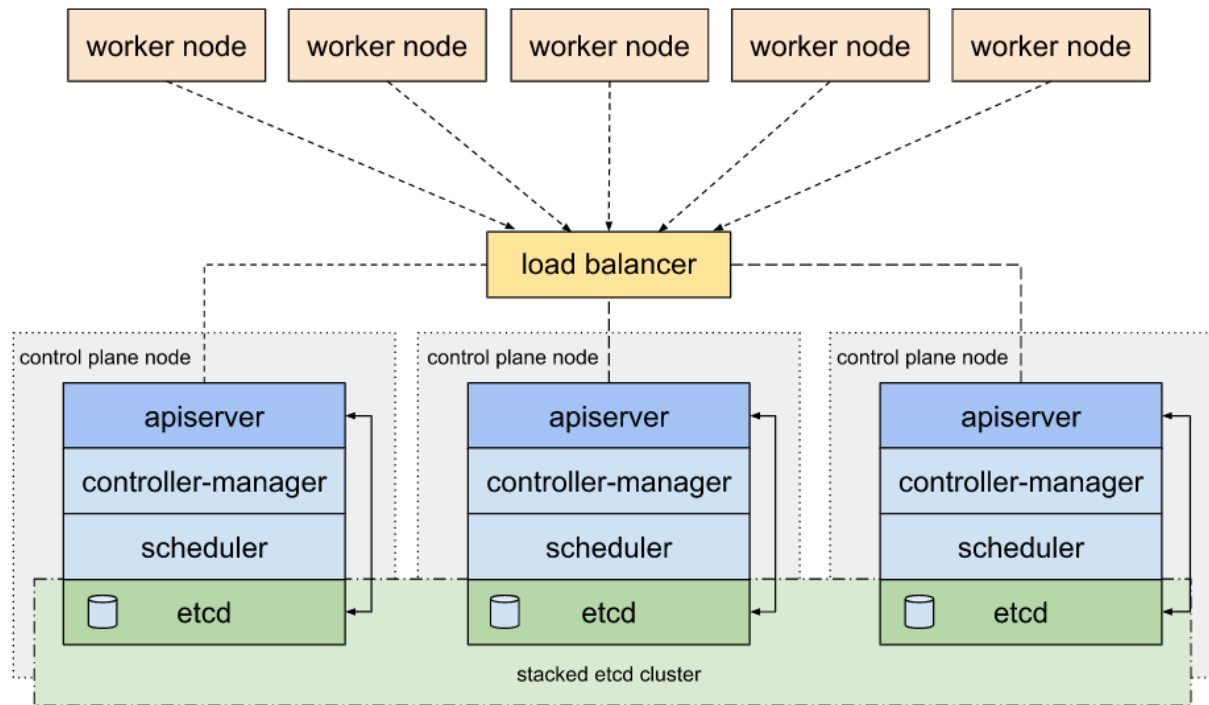 worker node
worker node
worker node
worker node
worker node
load balancer
control plane node
apiserver
controller-manager
scheduler
etcd
control plane node
apiserver
controller-manager
scheduler
etcd
control plane node
apiserver
controller-manager
scheduler
etcd
stacked etcd cluster